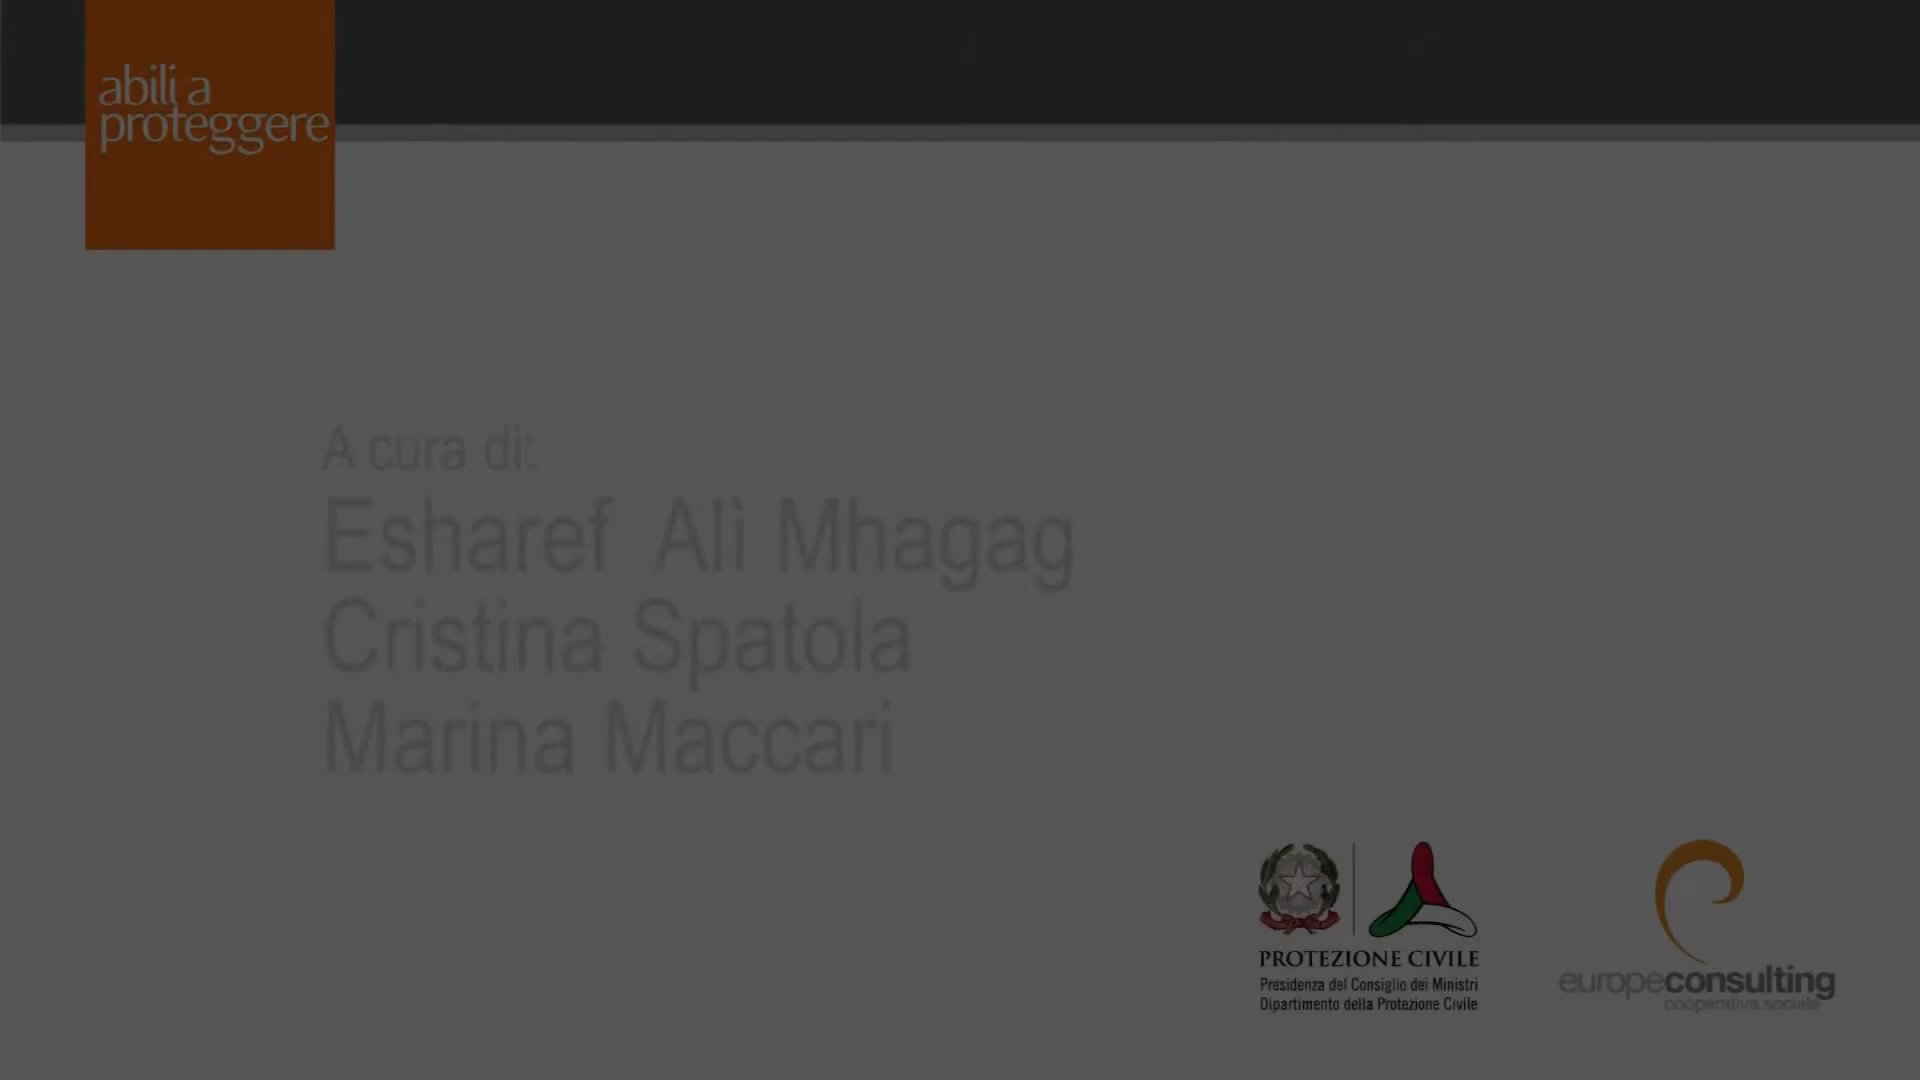 abili a
proteggere
A cura di:
Esharef Alì Mhagag
Cristina Spatola
Marina Maccari
PROTEZIONE CIVILE
Presidenza del Consiglio dei Ministri
Dipartimento della Protezione Civile
europeconsulting
cooperativa sociale